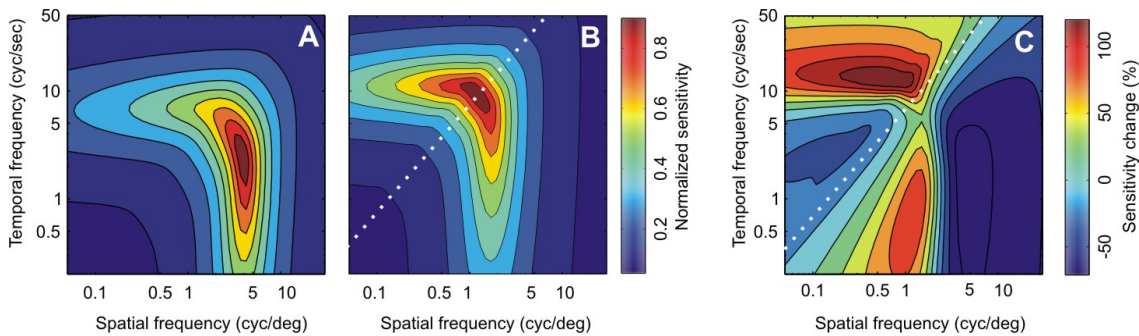 A
B
C
Temporal frequency (cyc/sec)
50
10
5
1
0.5
0.1 0.5 1 5 10
Spatial frequency (cyc/deg)
0.1 0.5 1 5 10
Spatial frequency (cyc/deg)
0.8
0.6
0.4
0.2
Normalized sensitivity
Temporal frequency (cyc/sec)
50
10
5
1
0.5
0.1 0.5 1 5 10
Spatial frequency (cyc/deg)
100
50
0
-50
Sensitivity change (%)